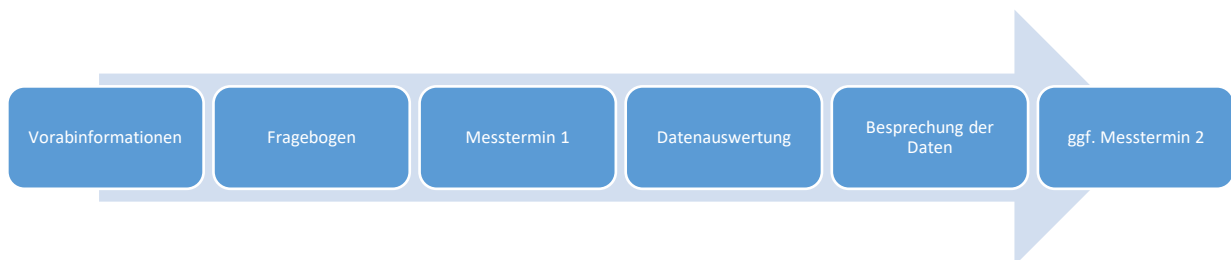 Vorabinformationen
Fragebogen
Messtermin 1
Datenauswertung
Besprechung der
Daten
ggf. Messtermin 2